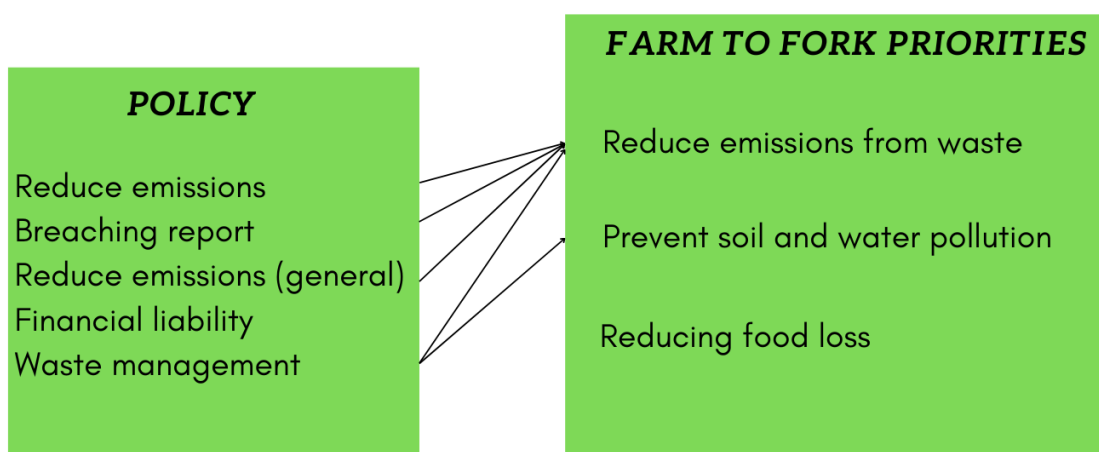 POLICY
Reduce emissions
Breaching report
Reduce emissions (general)
Financial liability
Waste management
FARM TO FORK PRIORITIES
Reduce emissions from waste
Prevent soil and water pollution
Reducing food loss